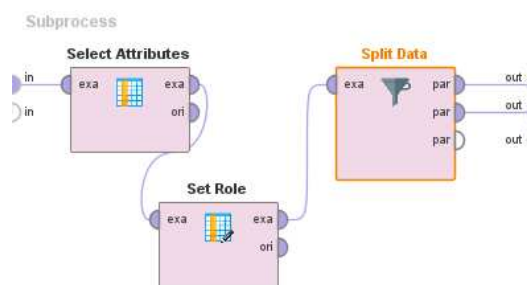 Subprocess
Select Attributes
Split Data
in
exa
exa
exa
par
out
in
ori
par
out
par
out
Set Role
exa
exa
ori